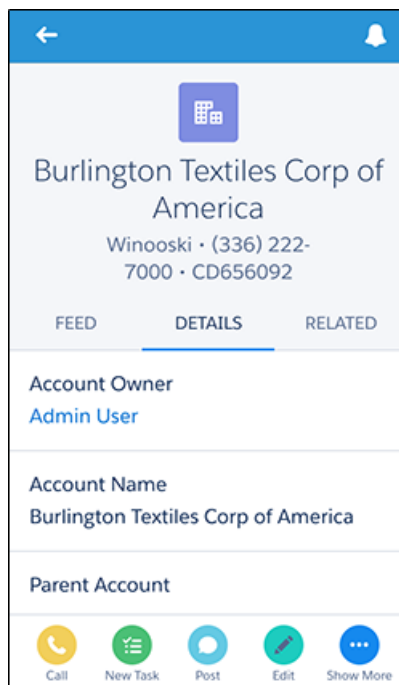 Burlington Textiles Corp of
America
Winooski • (336) 222-
7000 • CD656092
FEED DETAILS RELATED
Account Owner
Admin User
Account Name
Burlington Textiles Corp of America
Parent Account
Call New Task Post Edit Show More